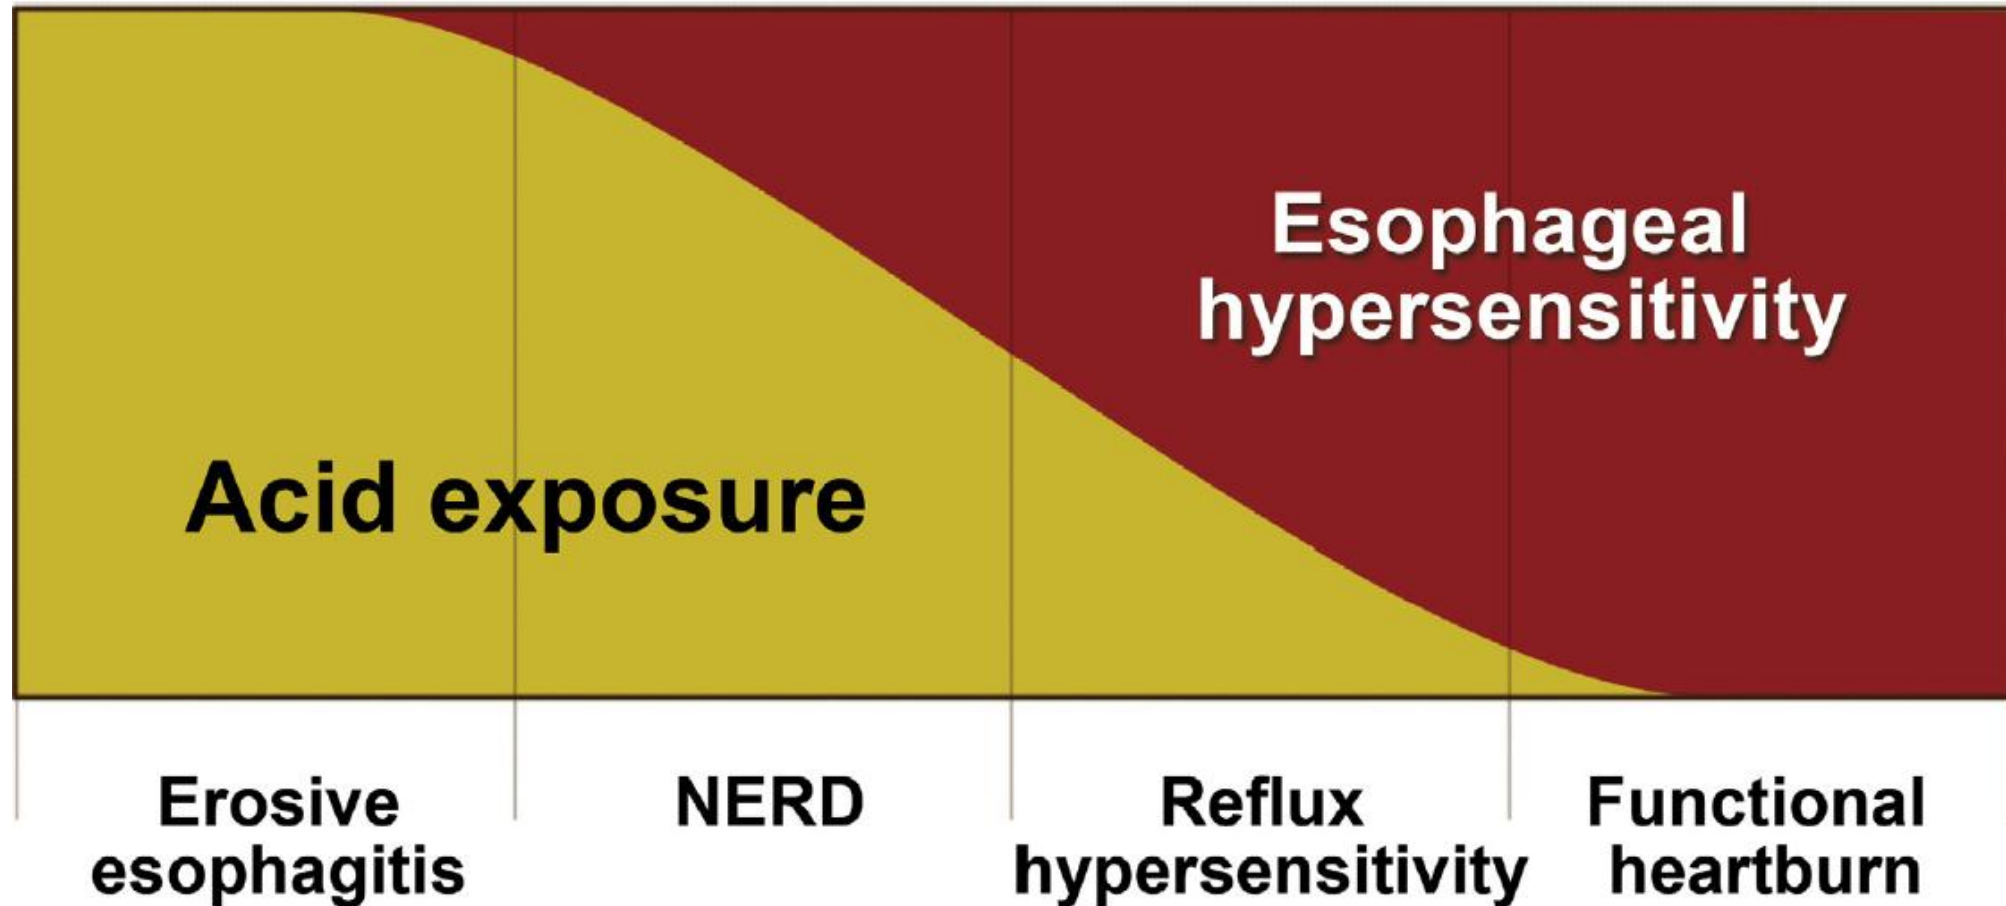 Esophageal
hypersensitivity
Acid exposure
Erosive
esophagitis
NERD
Reflux
hypersensitivity
Functional
heartburn